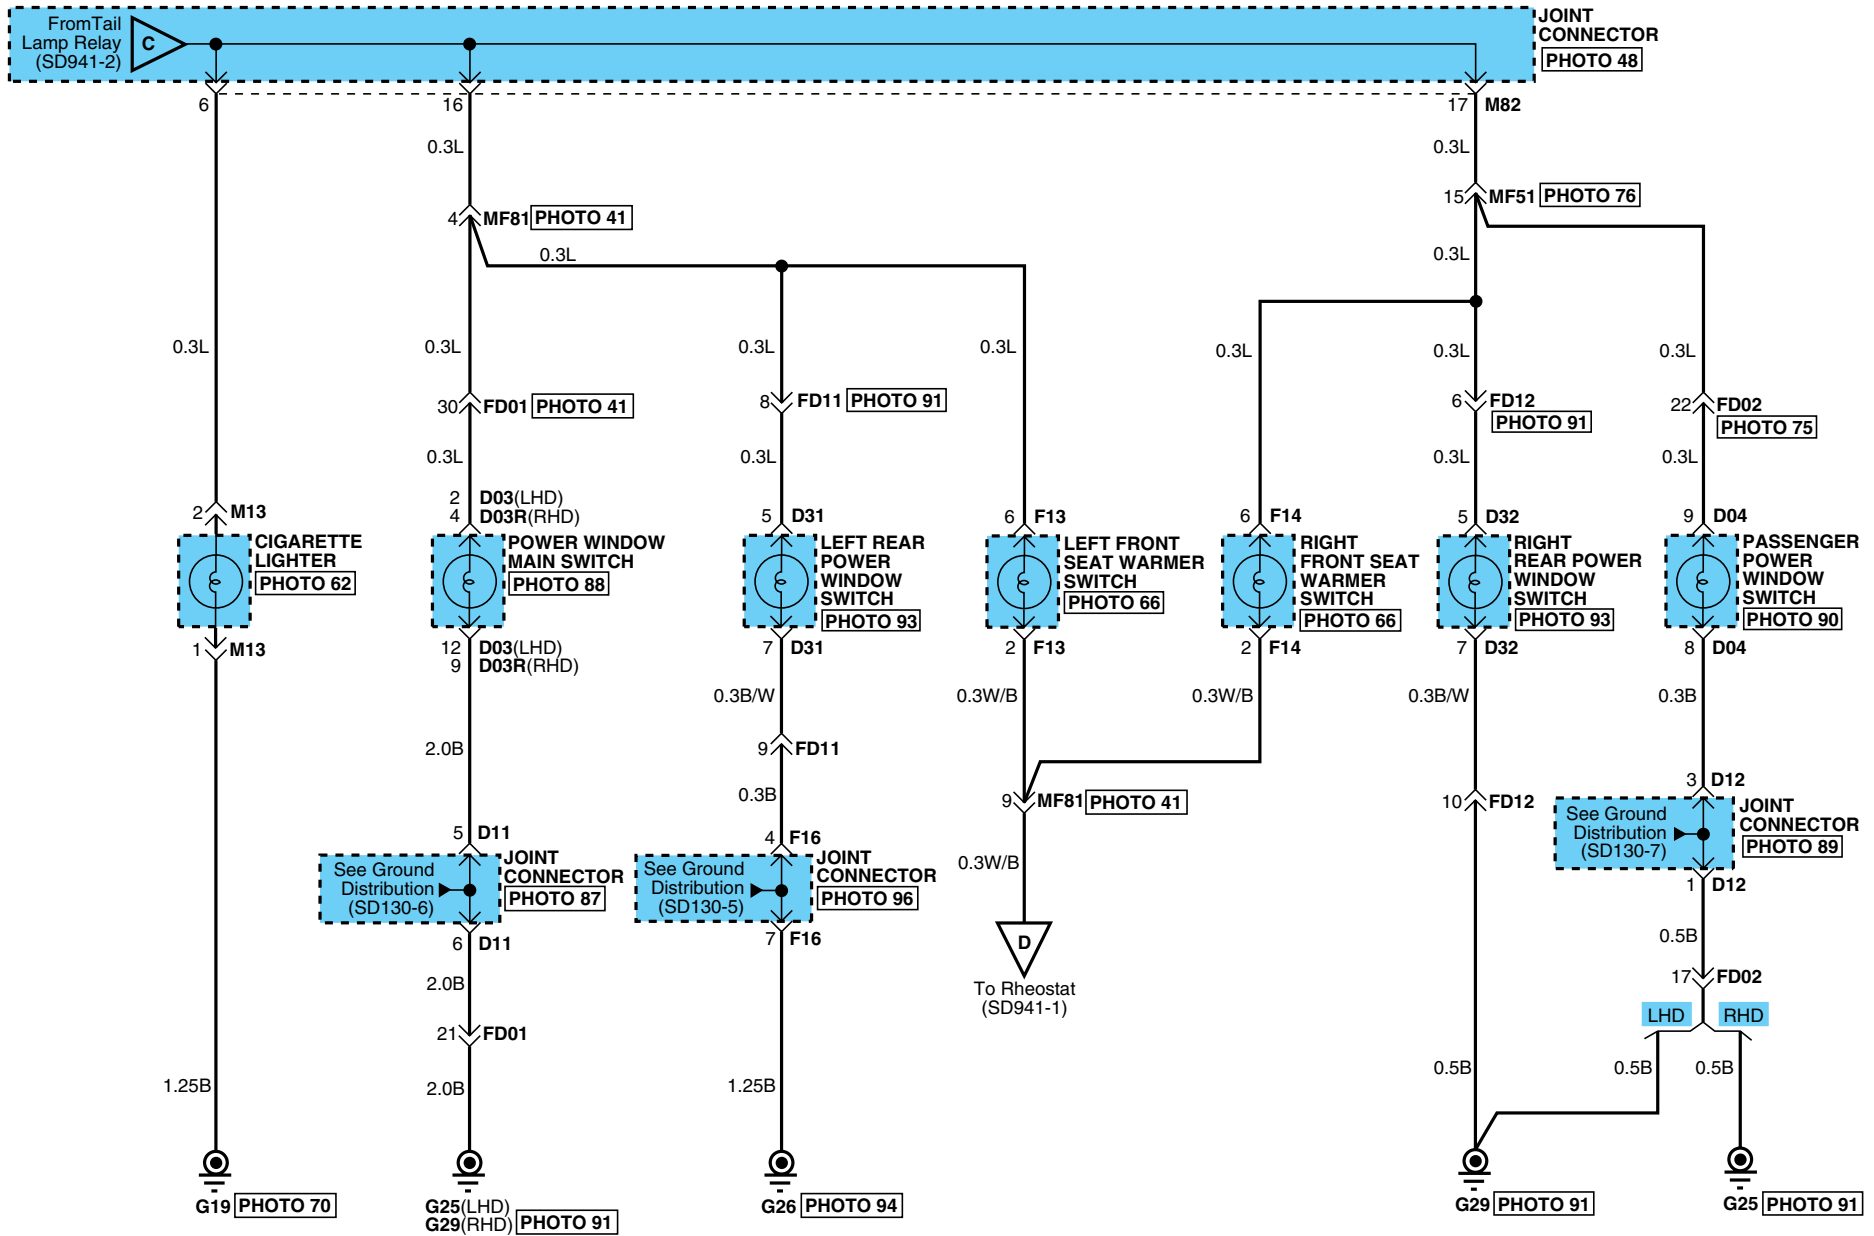 FromTail
Lamp Relay
(SD941-2)
C
JOINT
CONNECTOR
PHOTO 48
6
16
17 M82
0.3L
0.3L
4 MF81 PHOTO 41
15 MF51 PHOTO 76
0.3L
0.3L
0.3L
0.3L
0.3L
0.3L
0.3L
0.3L
0.3L
30 FD01 PHOTO 41
8 FD11 PHOTO 91
6 FD12
PHOTO 91
22 FD02
PHOTO 75
0.3L
0.3L
0.3L
0.3L
2 M13
2 D03(LHD)
4 D03R(RHD)
5 D31
6 F13
6 F14
5 D32
9 D04
CIGARETTE
LIGHTER
PHOTO 62
POWER WINDOW
MAIN SWITCH
PHOTO 88
LEFT REAR
POWER
WINDOW
SWITCH
PHOTO 93
LEFT FRONT
SEAT WARMER
SWITCH
PHOTO 66
RIGHT
FRONT SEAT
WARMER
SWITCH
PHOTO 66
RIGHT
REAR POWER
WINDOW
SWITCH
PHOTO 93
PASSENGER
POWER
WINDOW
SWITCH
PHOTO 90
1 M13
12 D03(LHD)
9 D03R(RHD)
7 D31
2 F13
2 F14
7 D32
8 D04
0.3B/W
0.3W/B
0.3W/B
0.3B/W
0.3B
2.0B
9 FD11
0.3B
9 MF81 PHOTO 41
10 FD12
3 D12
See Ground
Distribution
(SD130-7)
JOINT
CONNECTOR
PHOTO 89
1 D12
5 D11
See Ground
Distribution
(SD130-6)
JOINT
CONNECTOR
PHOTO 87
6 D11
4 F16
See Ground
Distribution
(SD130-5)
JOINT
CONNECTOR
PHOTO 96
7 F16
0.3W/B
D
To Rheostat
(SD941-1)
0.5B
17 FD02
LHD
RHD
2.0B
21 FD01
1.25B
2.0B
1.25B
0.5B
0.5B
0.5B
G19 PHOTO 70
G25(LHD)
G29(RHD) PHOTO 91
G26 PHOTO 94
G29 PHOTO 91
G25 PHOTO 91